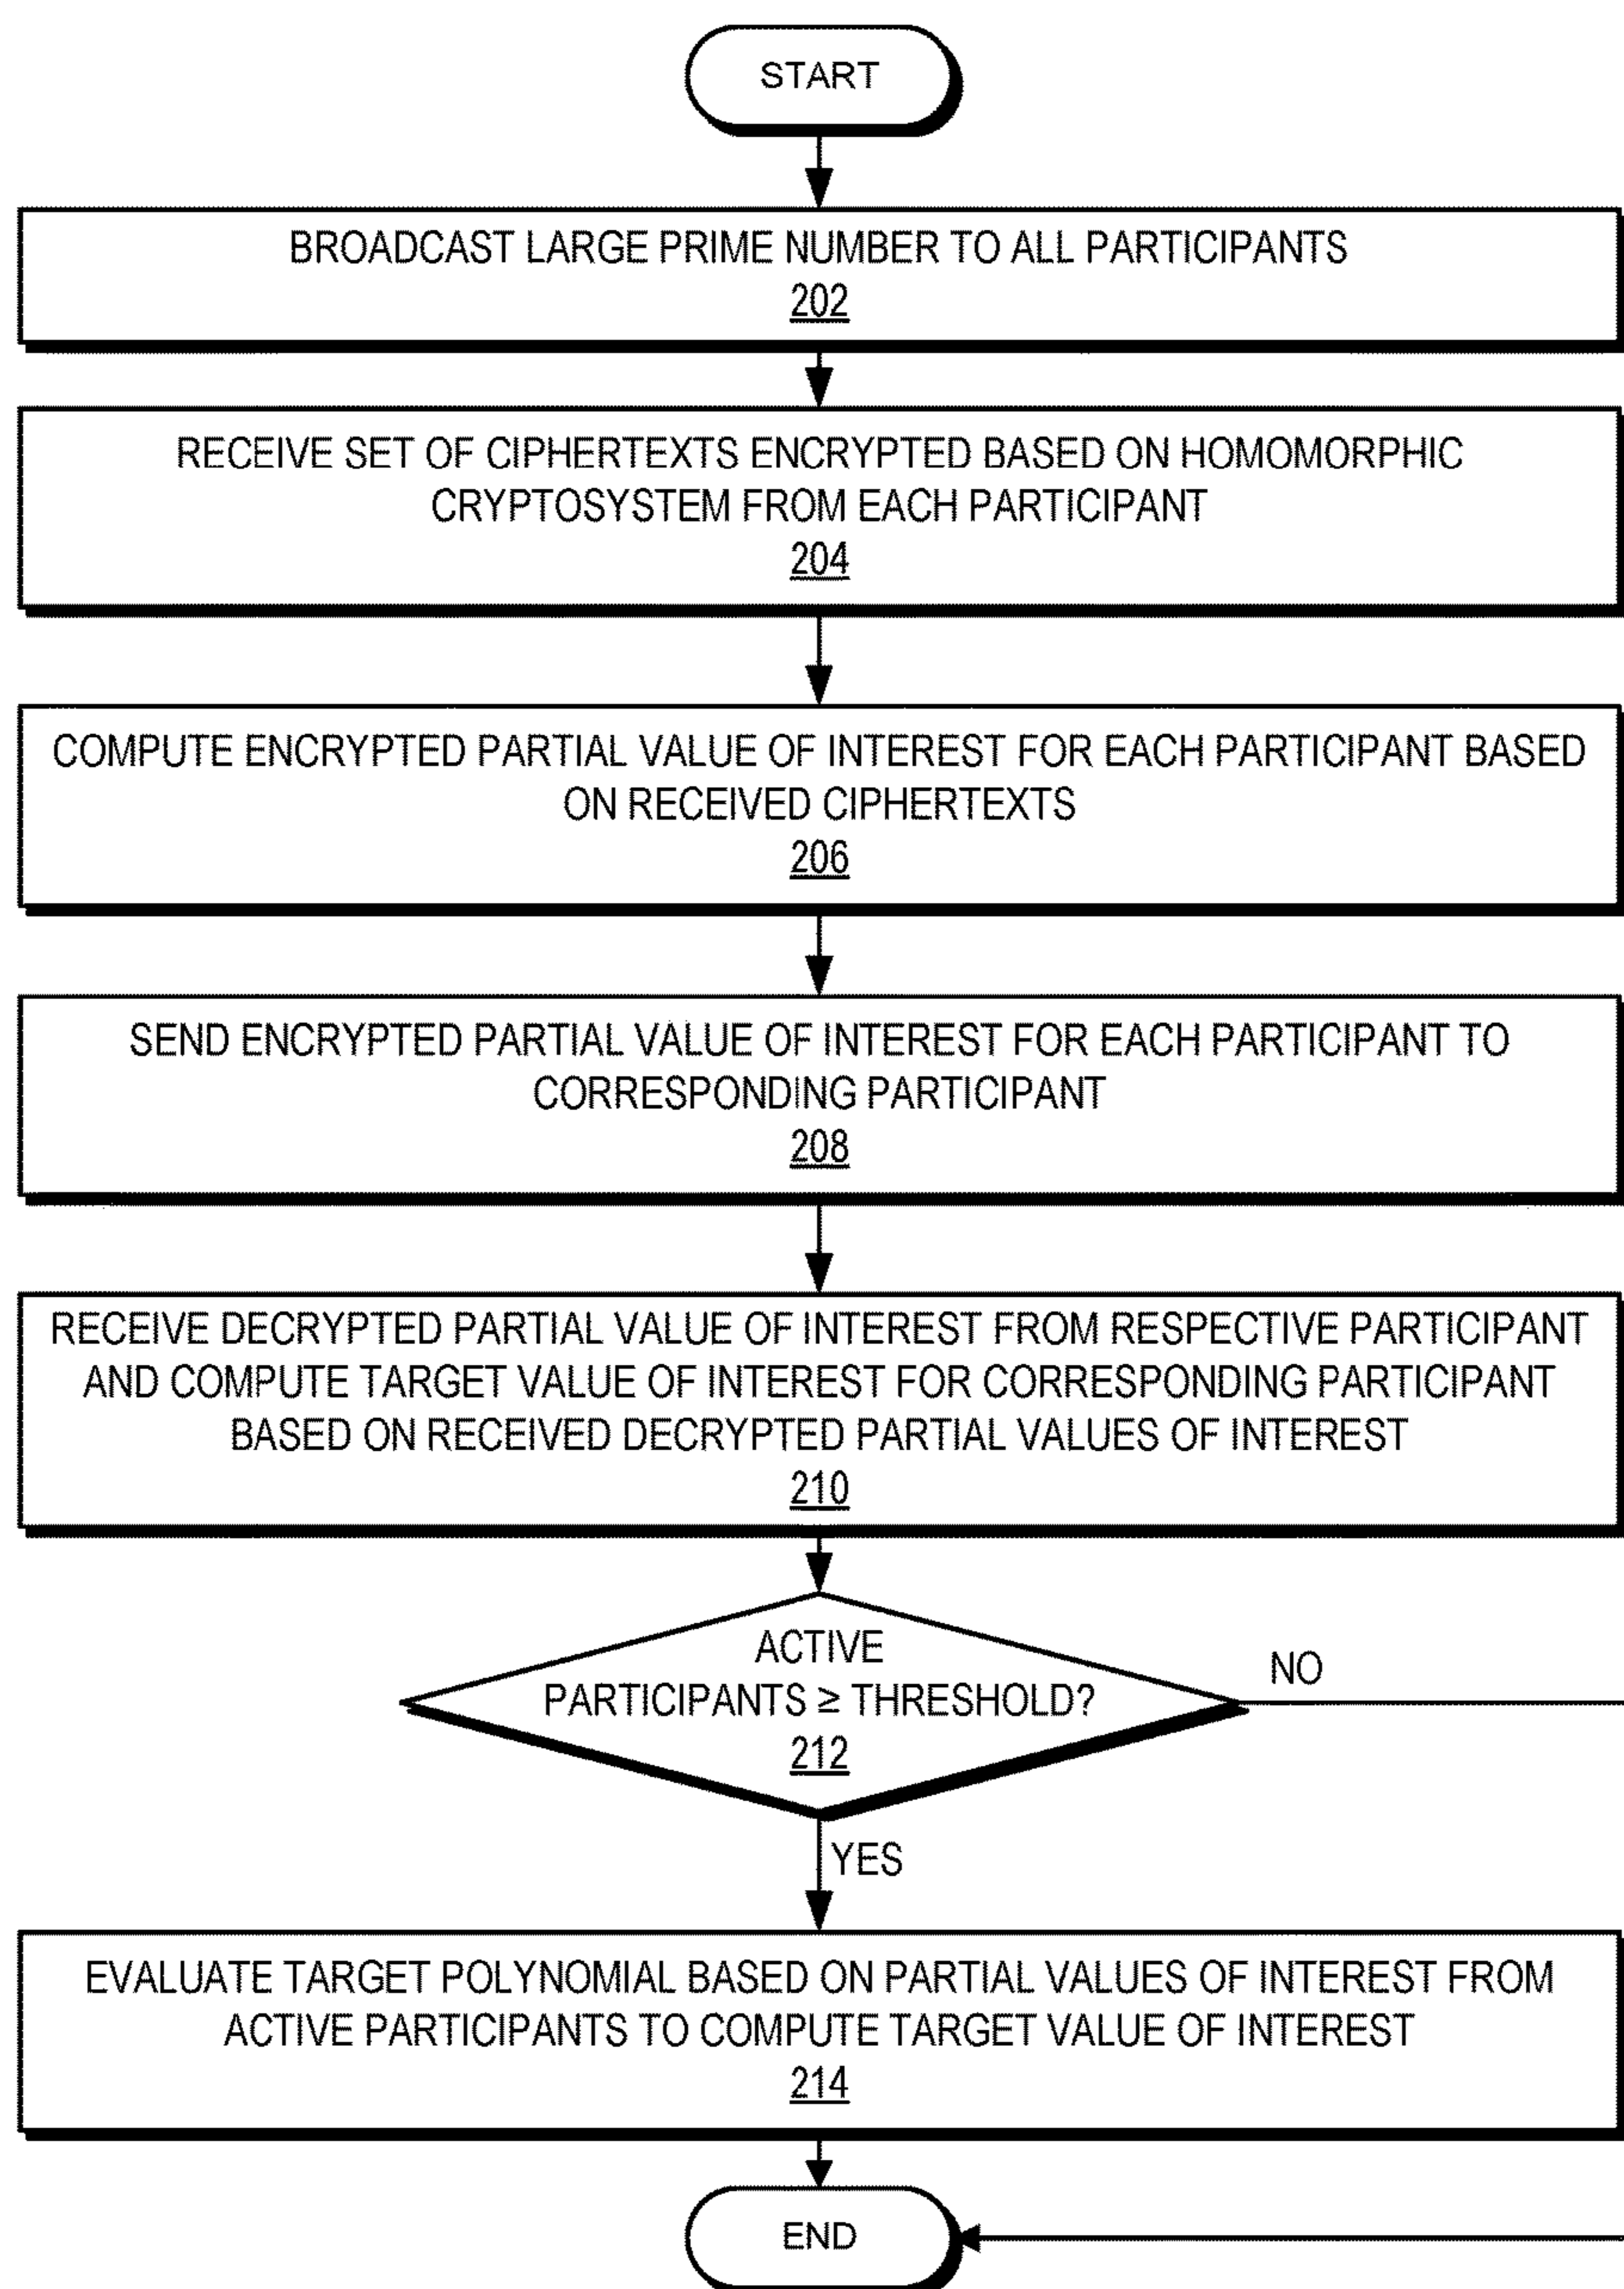 START
BROADCAST LARGE PRIME NUMBER TO ALL PARTICIPANTS
202
RECEIVE SET OF CIPHERTEXTS ENCRYPTED BASED ON HOMOMORPHIC
CRYPTOSYSTEM FROM EACH PARTICIPANT
204
COMPUTE ENCRYPTED PARTIAL VALUE OF INTEREST FOR EACH PARTICIPANT BASED
ON RECEIVED CIPHERTEXTS
206
SEND ENCRYPTED PARTIAL VALUE OF INTEREST FOR EACH PARTICIPANT TO
CORRESPONDING PARTICIPANT
208
RECEIVE DECRYPTED PARTIAL VALUE OF INTEREST FROM RESPECTIVE PARTICIPANT
AND COMPUTE TARGET VALUE OF INTEREST FOR CORRESPONDING PARTICIPANT
BASED ON RECEIVED DECRYPTED PARTIAL VALUES OF INTEREST
210
ACTIVE
PARTICIPANTS ≥ THRESHOLD?
212
NO
YES
EVALUATE TARGET POLYNOMIAL BASED ON PARTIAL VALUES OF INTEREST FROM
ACTIVE PARTICIPANTS TO COMPUTE TARGET VALUE OF INTEREST
214
END